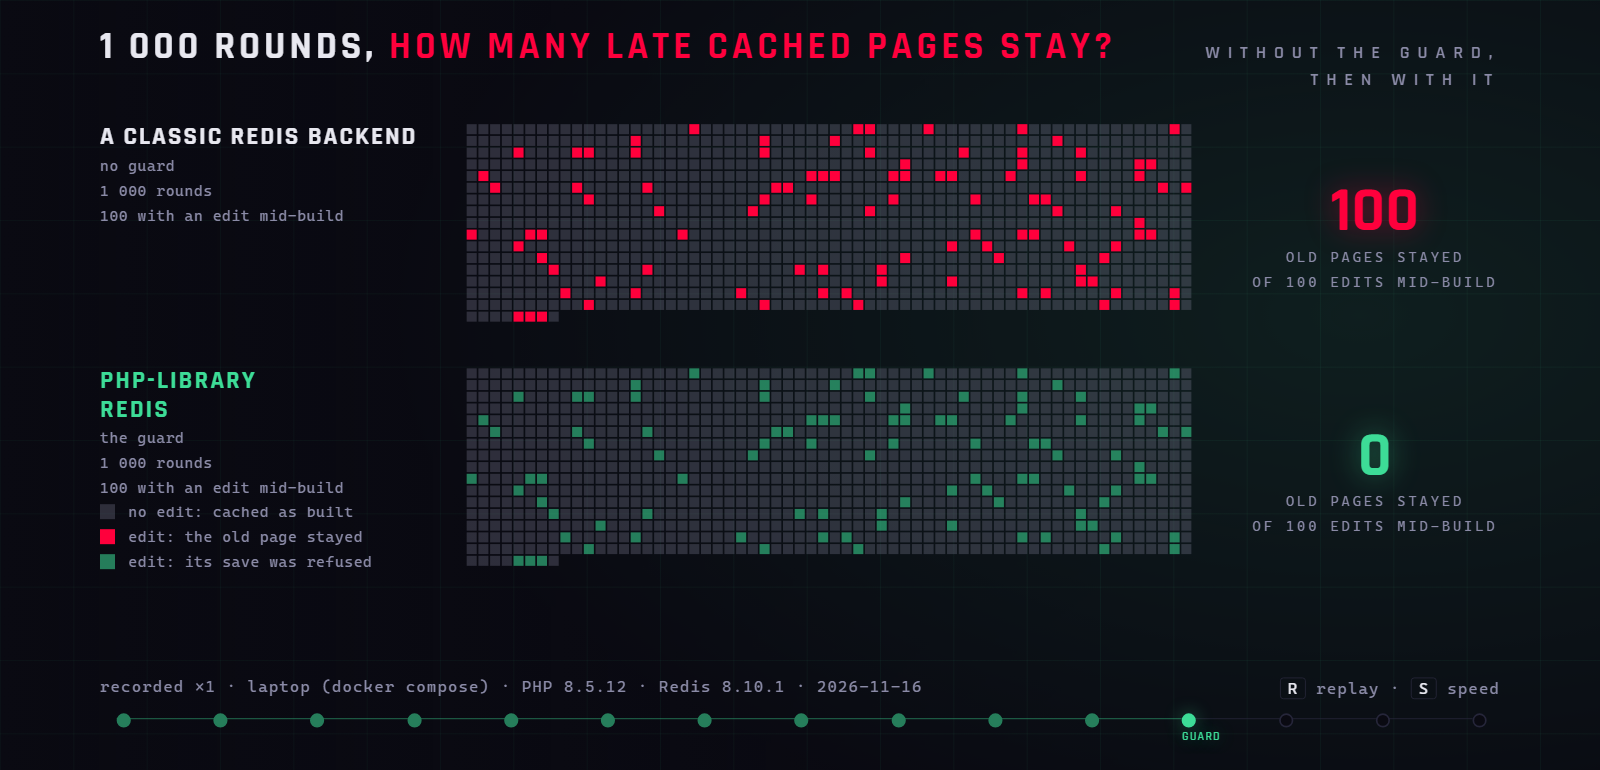 1 000 ROUNDS, HOW MANY LATE CACHED PAGES STAY?
WITHOUT THE GUARD,
THEN WITH IT
A CLASSIC REDIS BACKEND
no guard
1 000 rounds
100 with an edit mid-build
100
OLD PAGES STAYED
OF 100 EDITS MID-BUILD
PHP-LIBRARY
REDIS
the guard
1 000 rounds
100 with an edit mid-build
no edit: cached as built
edit: the old page stayed
edit: its save was refused
0
OLD PAGES STAYED
OF 100 EDITS MID-BUILD
recorded ×1 · laptop (docker compose) · PHP 8.5.12 · Redis 8.10.1 · 2026-11-16
R replay · S speed
GUARD